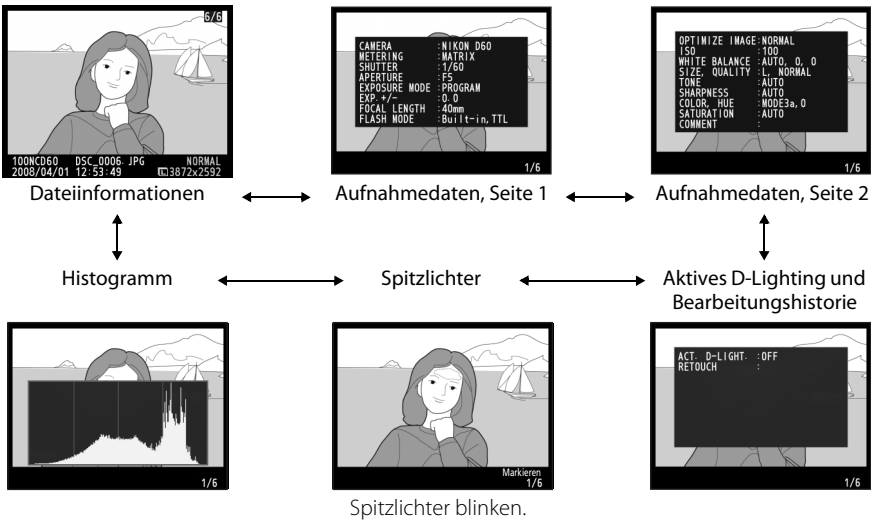 6/6
100NCD60 DSC_0006. JPG NORMAL
2008/04/01 12:53:49 L 3872x2592
Dateiinformationen
CAMERA :NIKON D60
METERING :MATRIX
SHUTTER :1/60
APERTURE :F5
EXPOSURE MODE :PROGRAM
EXP.+/− :0.0
FOCAL LENGTH :40mm
FLASH MODE :Built-in,TTL
1/6
Aufnahmedaten, Seite 1
OPTIMIZE IMAGE:NORMAL
ISO :100
WHITE BALANCE :AUTO, 0, 0
SIZE, QUALITY :L, NORMAL
TONE :AUTO
SHARPNESS :AUTO
COLOR, HUE :MODE3a,0
SATURATION :AUTO
COMMENT :
1/6
Aufnahmedaten, Seite 2
Histogramm
Spitzlichter
Aktives D-Lighting und
Bearbeitungshistorie
1/6
Markieren
1/6
ACT. D-LIGHT. :OFF
RETOUCH :
1/6
Spitzlichter blinken.